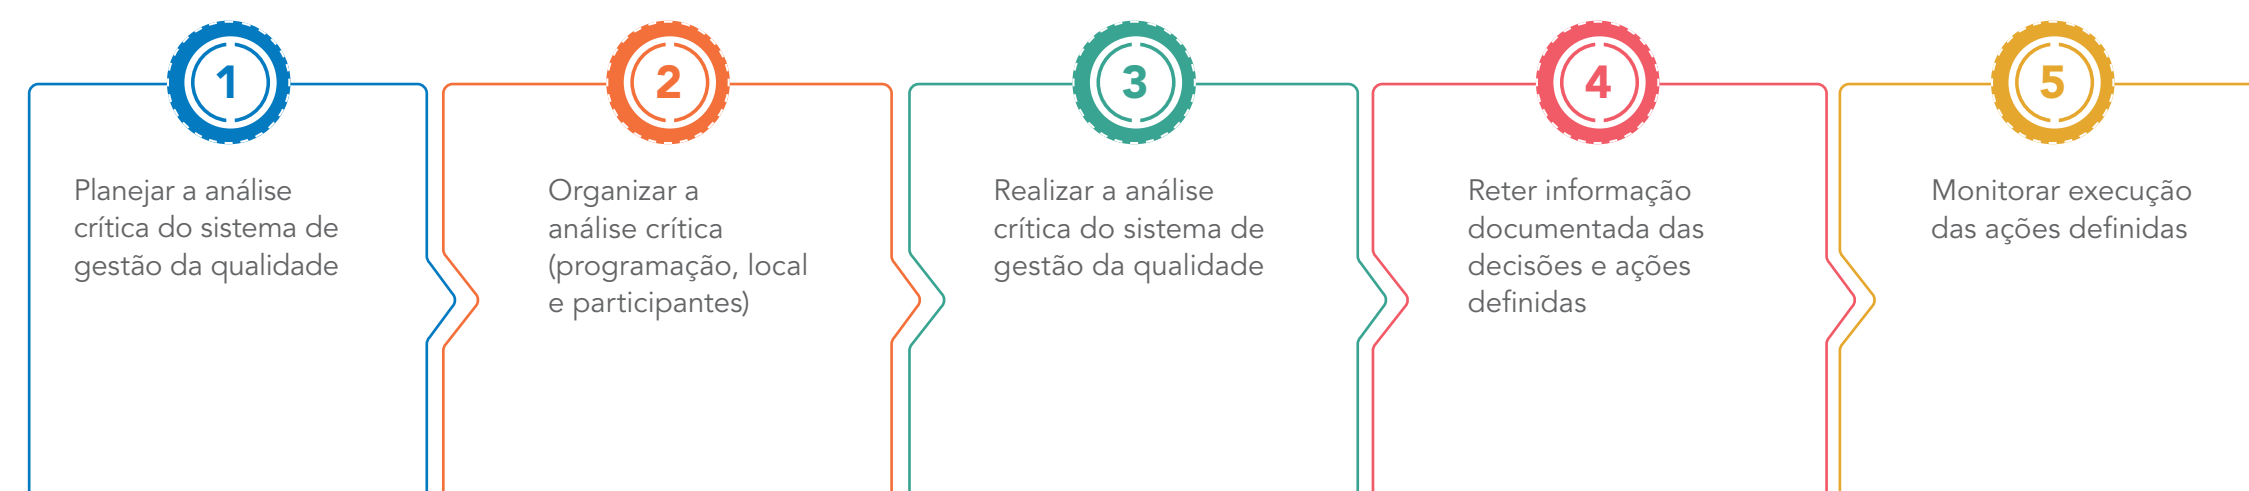 1
Planejar a análise
crítica do sistema de
gestão da qualidade
2
Organizar a
análise crítica
(programação, local
e participantes)
3
Realizar a análise
crítica do sistema de
gestão da qualidade
4
Reter informação
documentada das
decisões e ações
definidas
5
Monitorar execução
das ações definidas